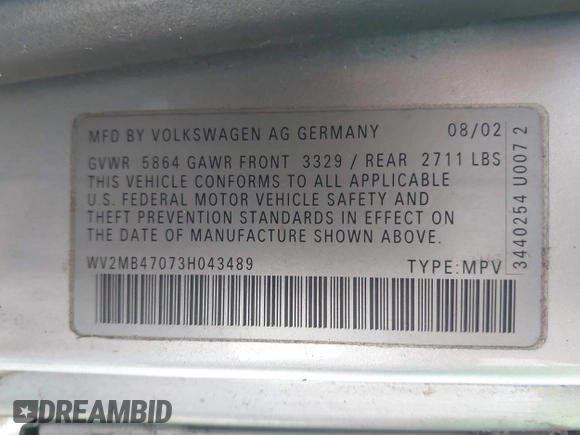 MFD BY VOLKSWAGEN AG GERMANY 08/02
GVWR 5864 GAWR FRONT 3329 / REAR 2711 LBS
THIS VEHICLE CONFORMS TO ALL APPLICABLE
U.S. FEDERAL MOTOR VEHICLE SAFETY AND
THEFT PREVENTION STANDARDS IN EFFECT ON
THE DATE OF MANUFACTURE SHOWN ABOVE.
WV2MB47073H043489 TYPE:MPV
3440254 U007 2
DREAMBID